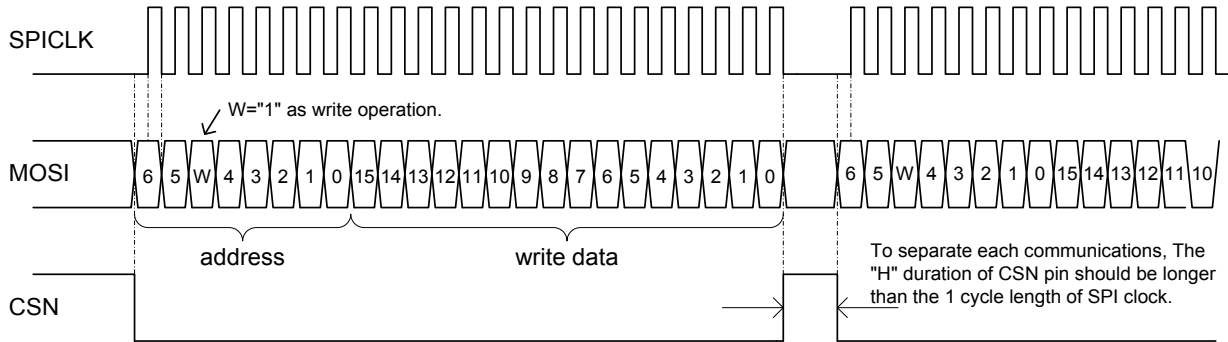 SPICLK
W="1" as write operation.
MOSI
6 5 W 4 3 2 1 0 15 14 13 12 11 10 9 8 7 6 5 4 3 2 1 0 6 5 W 4 3 2 1 0 15 14 13 12 11 10
address
write data
To separate each communications, The
"H" duration of CSN pin should be longer
than the 1 cycle length of SPI clock.
CSN